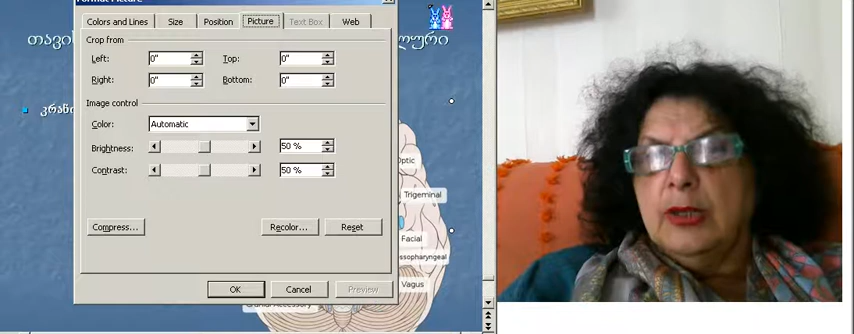 Format Picture
Colors and Lines Size Position Picture Text Box Web
Crop from
Left: 0" Top: 0"
Right: 0" Bottom: 0"
Image control
Color: Automatic
Brightness: 50 %
Contrast: 50 %
Compress... Recolor... Reset
OK Cancel Preview
Trigeminal
Facial
Vagus